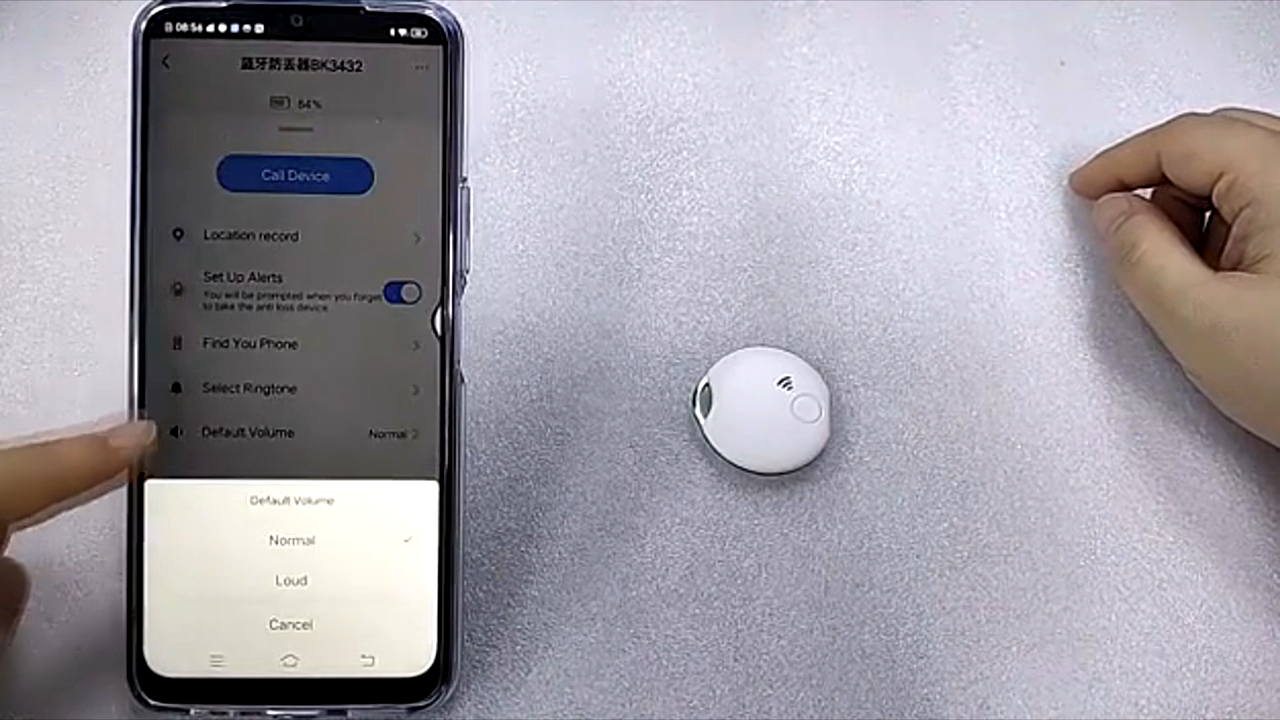 08:56
蓝牙防丢器BK3432
64%
Call Device
Location record
Set Up Alerts
You will be prompted when you forget
to take the anti loss device
Find You Phone
Select Ringtone
Default Volume
Normal
Default Volume
Normal
Loud
Cancel